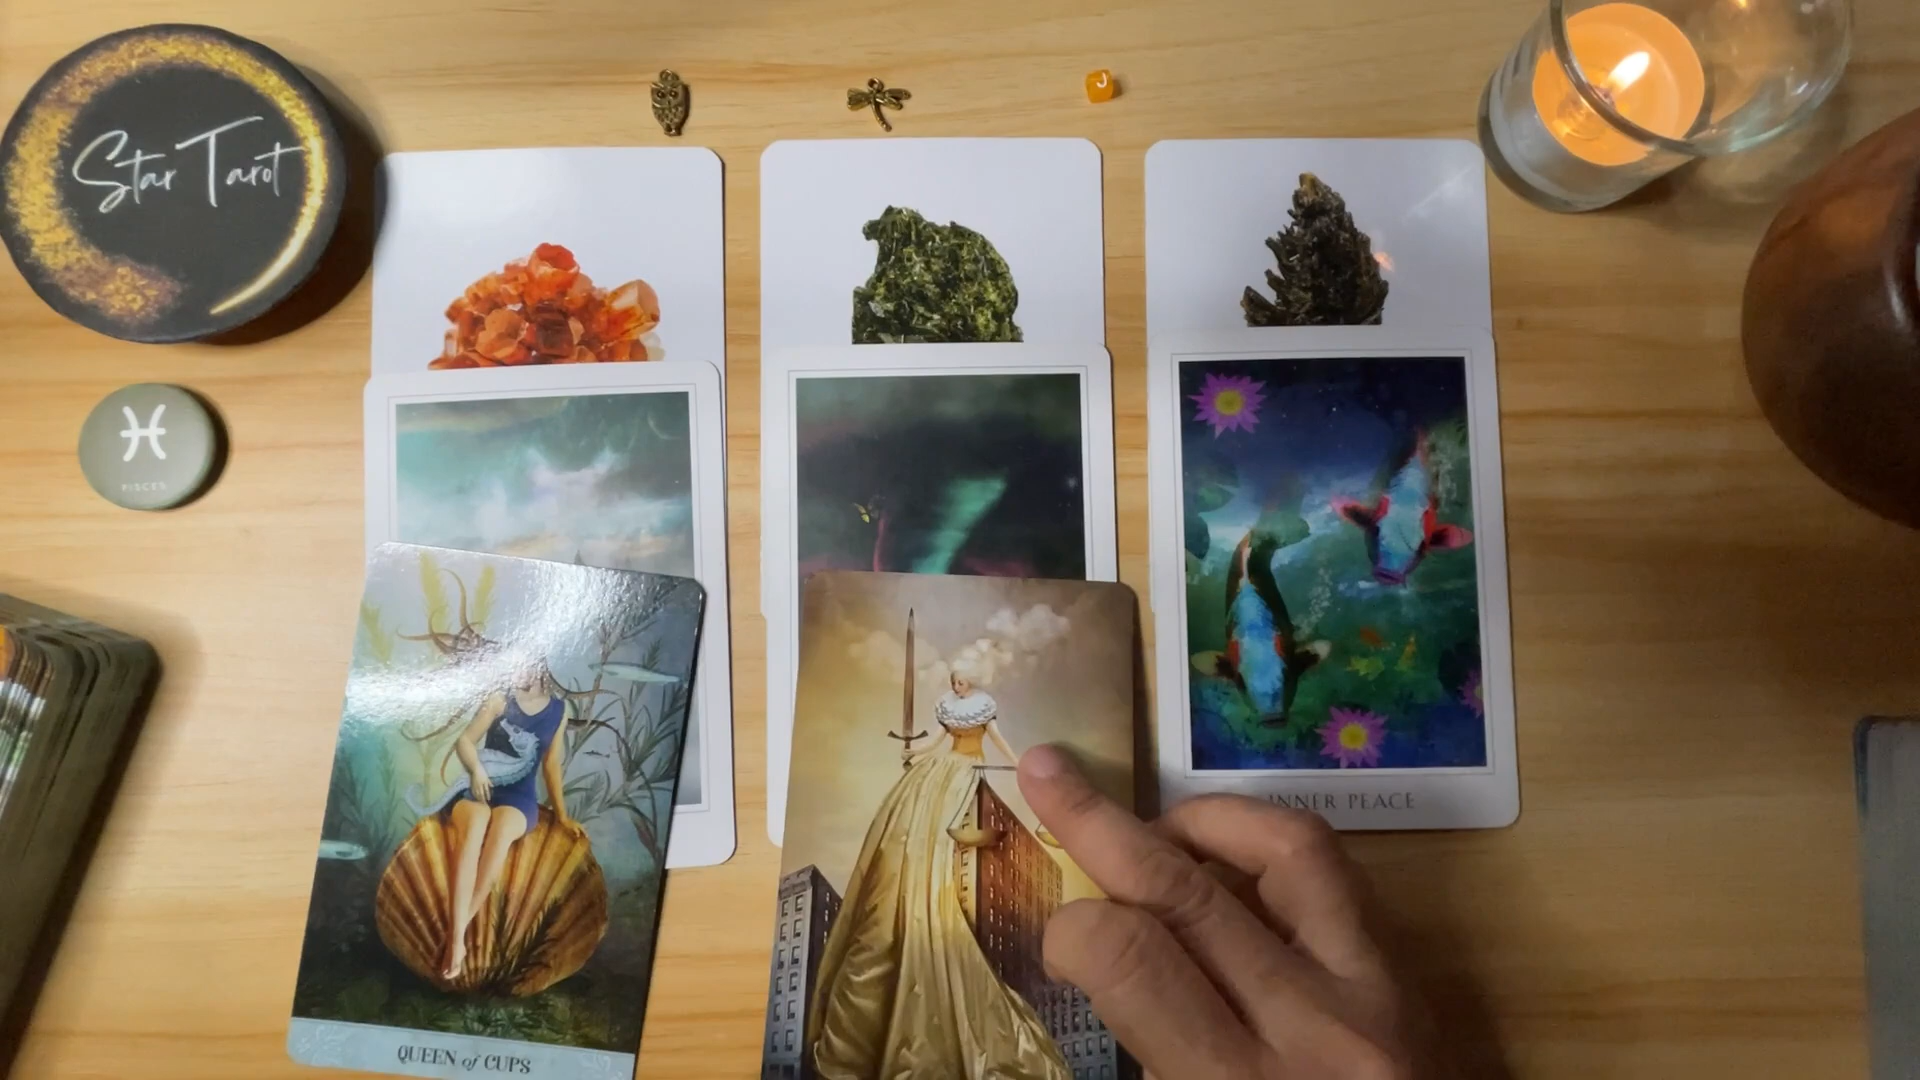 Star Tarot
J
PISCES
INNER PEACE
QUEEN of CUPS